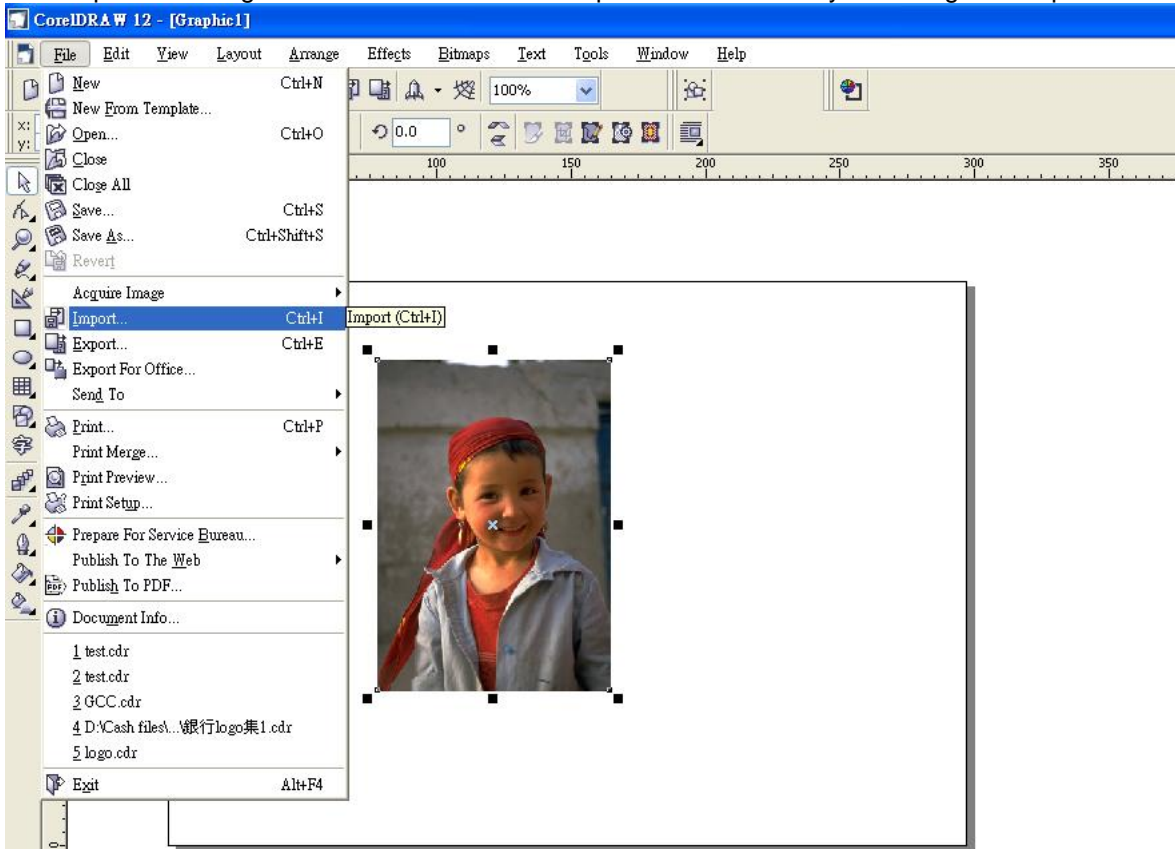 CorelDRAW 12 - [Graphic1]
File Edit View Layout Arrange Effects Bitmaps Text Tools Window Help
New Ctrl+N
100%
New From Template...
x:
y:
Open... Ctrl+O
0.0 °
Close
100 150 200 250 300 350
Close All
Save... Ctrl+S
Save As... Ctrl+Shift+S
Revert
Acquire Image
Import... Ctrl+I
Import (Ctrl+I)
Export... Ctrl+E
Export For Office...
Send To
Print... Ctrl+P
Print Merge...
字
Print Preview...
Print Setup...
Prepare For Service Bureau...
Publish To The Web
Publish To PDF...
Document Info...
1 test.cdr
2 test.cdr
3 GCC.cdr
4 D:\Cash files\...\銀行logo集1.cdr
5 logo.cdr
Exit Alt+F4